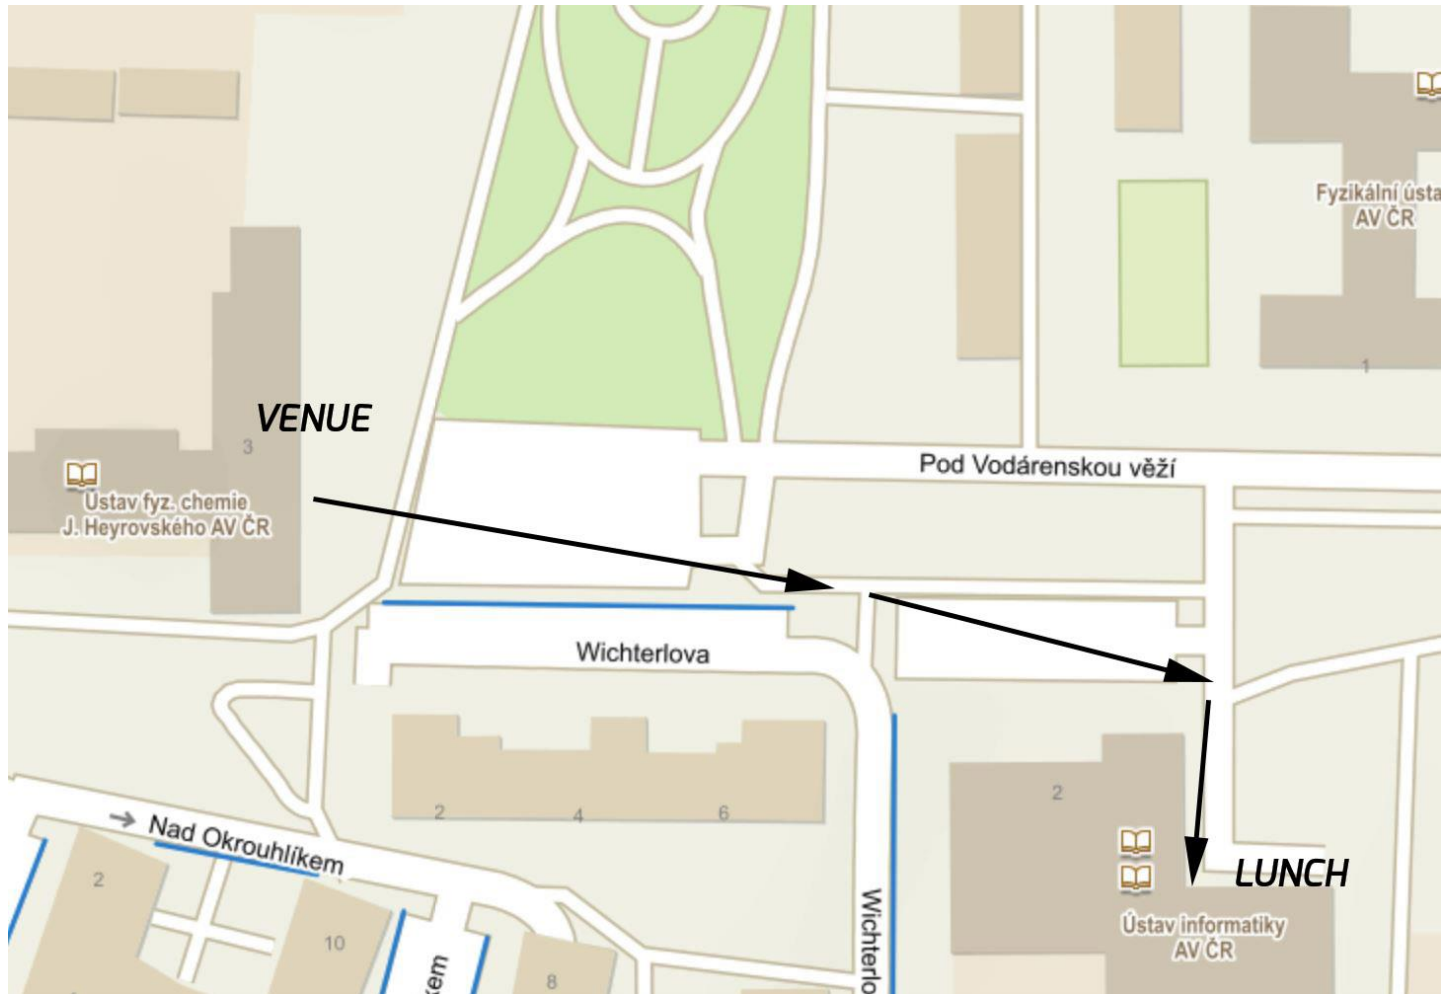 Fyzikální ústa
AV ČR
1
VENUE
3
Ústav fyz. chemie
J. Heyrovského AV ČR
Pod Vodárenskou věží
Wichterlova
2
4
6
2
Nad Okrouhlíkem
LUNCH
2
10
8
Wichterlo
kem
Ústav informatiky
AV ČR